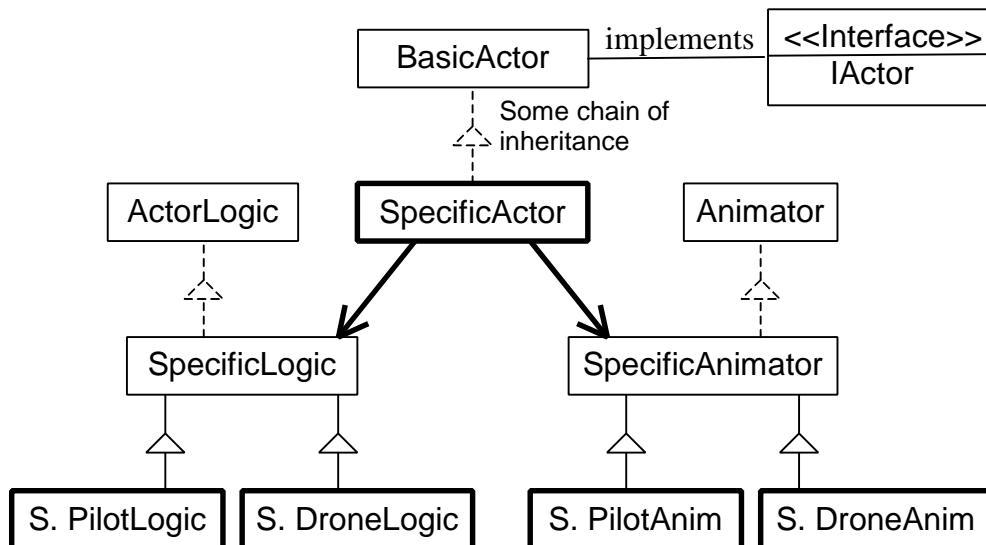 BasicActor
implements
<<Interface>>
IActor
Some chain of
inheritance
ActorLogic
SpecificActor
Animator
SpecificLogic
SpecificAnimator
S. PilotLogic
S. DroneLogic
S. PilotAnim
S. DroneAnim